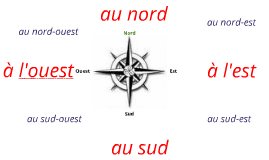 au nord
au nord-ouest
au nord-est
Nord
à l'ouest
Ouest
Est
à l'est
Sud
au sud-ouest
au sud-est
au sud